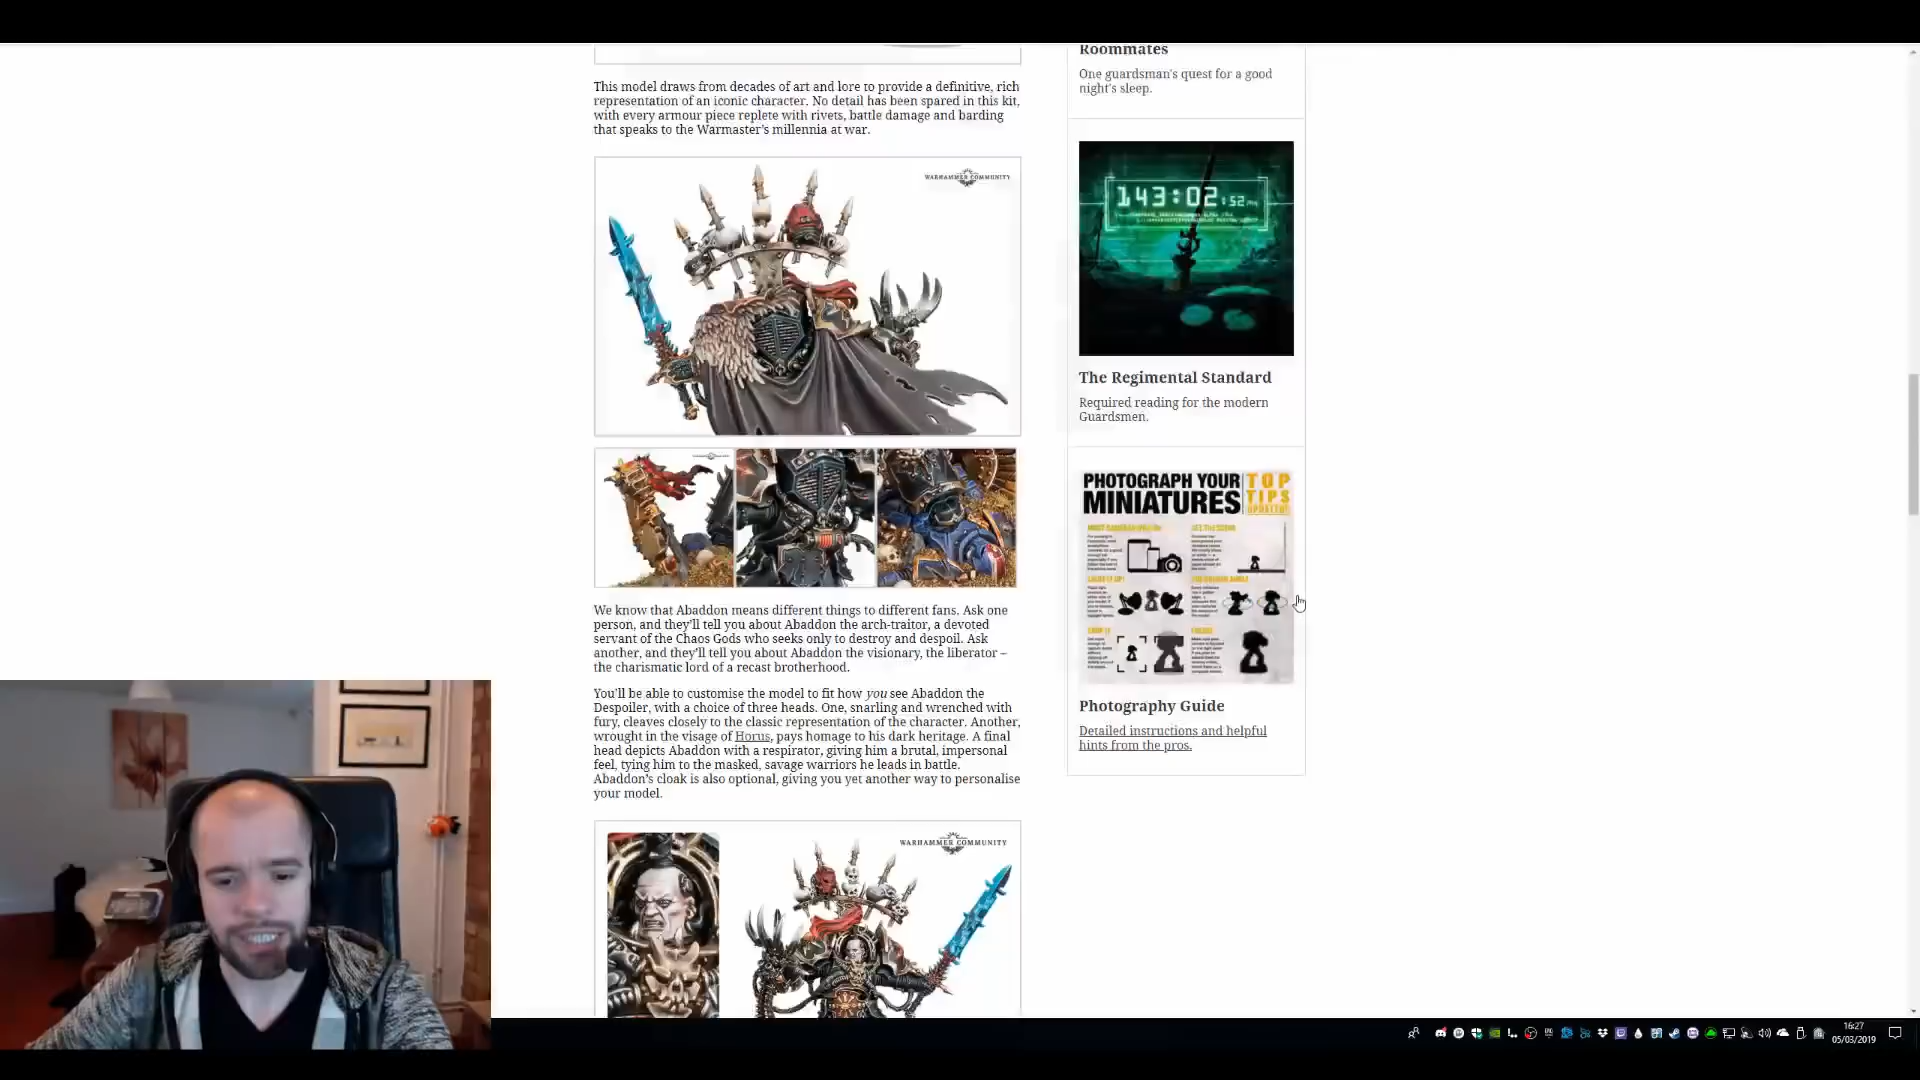 This model draws from decades of art and lore to provide a definitive, rich
representation of an iconic character. No detail has been spared in this kit,
with every armour piece replete with rivets, battle damage and barding
that speaks to the Warmaster's millennia at war.
WARHAMMER COMMUNITY
We know that Abaddon means different things to different fans. Ask one
person, and they'll tell you about Abaddon the arch-traitor, a devoted
servant of the Chaos Gods who seeks only to destroy and despoil. Ask
another, and they'll tell you about Abaddon the visionary, the liberator –
the charismatic lord of a recast brotherhood.
You'll be able to customise the model to fit how you see Abaddon the
Despoiler, with a choice of three heads. One, snarling and wrenched with
fury, cleaves closely to the classic representation of the character. Another,
wrought in the visage of Horus, pays homage to his dark heritage. A final
head depicts Abaddon with a respirator, giving him a brutal, impersonal
feel, tying him to the masked, savage warriors he leads in battle.
Abaddon's cloak is also optional, giving you yet another way to personalise
your model.
WARHAMMER COMMUNITY
Roommates
One guardsman's quest for a good
night's sleep.
143:02:52
The Regimental Standard
Required reading for the modern
Guardsmen.
PHOTOGRAPH YOUR
MINIATURES
TOP
TIPS
Photography Guide
Detailed instructions and helpful
hints from the pros.
16:27
05/03/2019